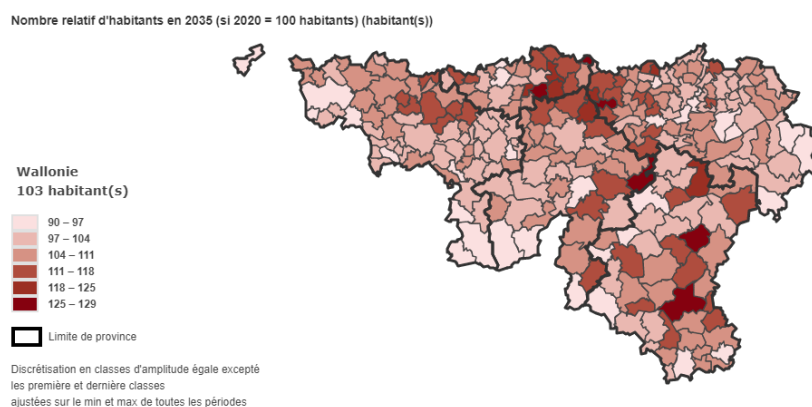 Nombre relatif d'habitants en 2035 (si 2020 = 100 habitants) (habitant(s))
Wallonie
103 habitant(s)
90 – 97
97 – 104
104 – 111
111 – 118
118 – 125
125 – 129
Limite de province
Discrétisation en classes d'amplitude égale excepté
les première et dernière classes
ajustées sur le min et max de toutes les périodes